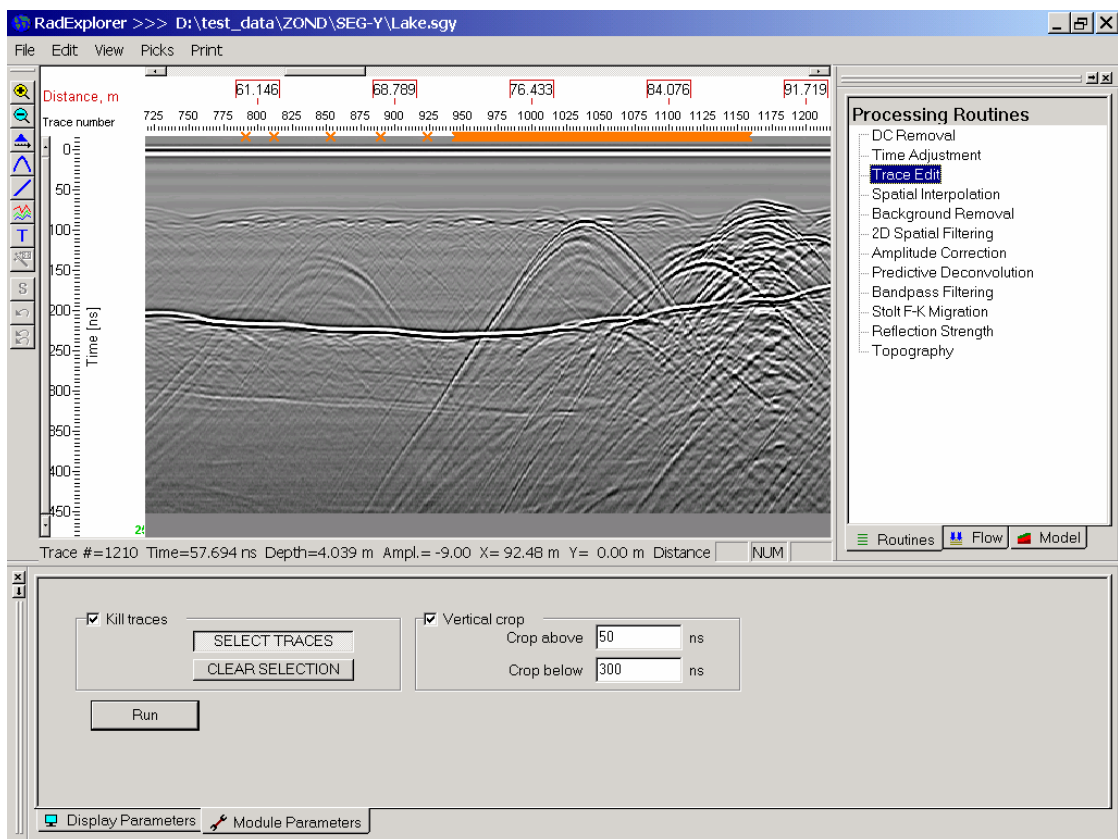 RadExplorer >>> D:\test_data\ZOND\SEG-Y\Lake.sgy
File Edit View Picks Print
Distance, m 61.146 68.789 76.433 84.076 91.719
Trace number 725 750 775 800 825 850 875 900 925 950 975 1000 1025 1050 1075 1100 1125 1150 1175 1200
0
50
100
150
200
250
300
350
400
450
Time [ns]
T
S
Trace #=1210 Time=57.694 ns Depth=4.039 m Ampl.= -9.00 X= 92.48 m Y= 0.00 m Distance NUM
Processing Routines
DC Removal
Time Adjustment
Trace Edit
Spatial Interpolation
Background Removal
2D Spatial Filtering
Amplitude Correction
Predictive Deconvolution
Bandpass Filtering
Stolt F-K Migration
Reflection Strength
Topography
Routines Flow Model
Kill traces
SELECT TRACES
CLEAR SELECTION
Vertical crop
Crop above 50 ns
Crop below 300 ns
Run
Display Parameters Module Parameters